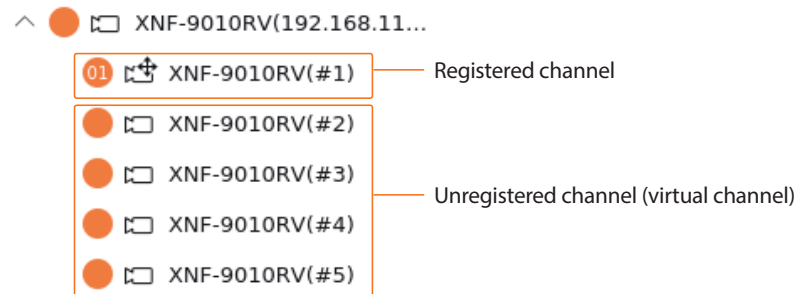 XNF-9010RV(192.168.11...
01 XNF-9010RV(#1) Registered channel
XNF-9010RV(#2)
XNF-9010RV(#3)
Unregistered channel (virtual channel)
XNF-9010RV(#4)
XNF-9010RV(#5)